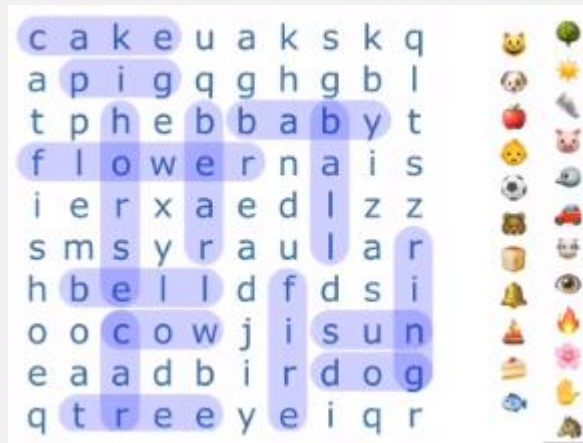 c a k e u a k s k q
a p i g q g h g b l
t p h e b b a b y t
f l o w e r n a i s
i e r x a e d l z z
s m s y r a u l a r
h b e l l d f d s i
o o c o w j i s u n
e a a d b i r d o g
q t r e e y e i q r